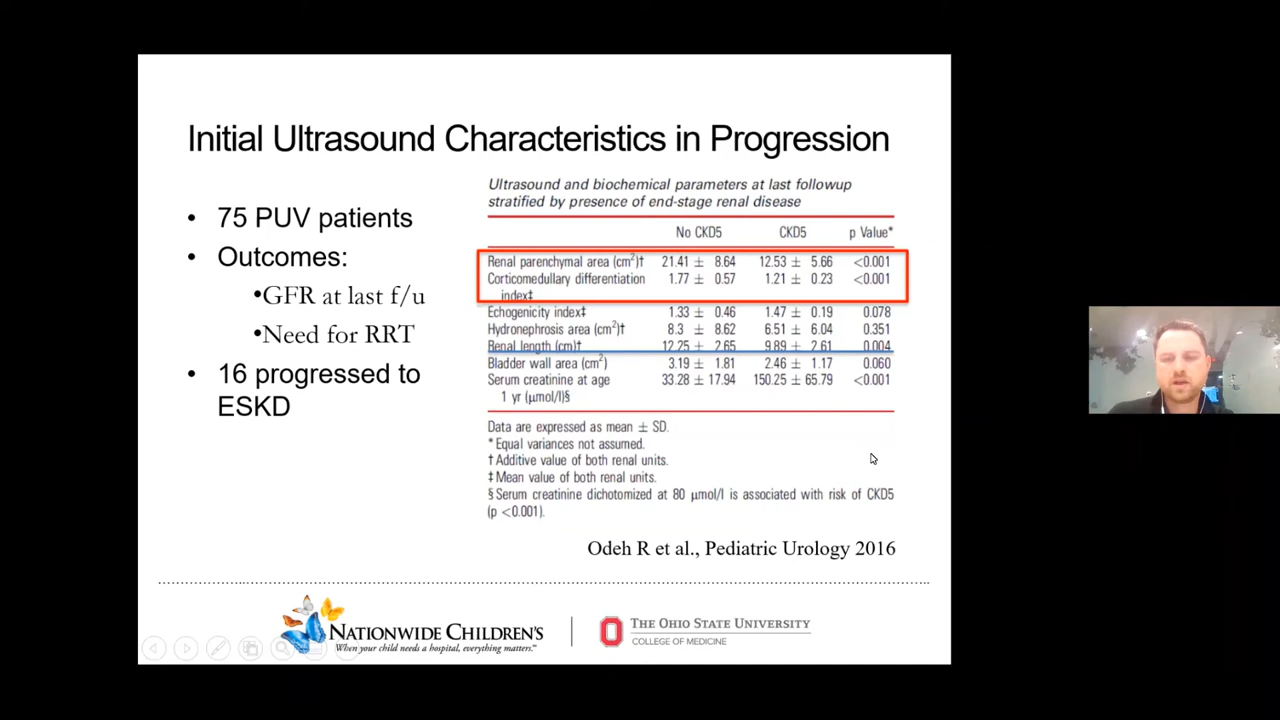 Initial Ultrasound Characteristics in Progression
• 75 PUV patients
• Outcomes:
•GFR at last f/u
•Need for RRT
• 16 progressed to
ESKD
Ultrasound and biochemical parameters at last followup
stratified by presence of end-stage renal disease
No CKD5 CKD5 p Value*
Renal parenchymal area (cm²)† 21.41 ± 8.64 12.53 ± 5.66 <0.001
Corticomedullary differentiation 1.77 ± 0.57 1.21 ± 0.23 <0.001
index‡
Echogenicity index‡ 1.33 ± 0.46 1.47 ± 0.19 0.078
Hydronephrosis area (cm²)† 8.3 ± 8.62 6.51 ± 6.04 0.351
Renal length (cm)† 12.25 ± 2.65 9.89 ± 2.61 0.004
Bladder wall area (cm²) 3.19 ± 1.81 2.46 ± 1.17 0.060
Serum creatinine at age 33.28 ± 17.94 150.25 ± 65.79 <0.001
1 yr (μmol/l)§
Data are expressed as mean ± SD.
* Equal variances not assumed.
† Additive value of both renal units.
‡ Mean value of both renal units.
§ Serum creatinine dichotomized at 80 μmol/l is associated with risk of CKD5
(p <0.001).
Odeh R et al., Pediatric Urology 2016
NATIONWIDE CHILDREN'S
When your child needs a hospital, everything matters.™
THE OHIO STATE UNIVERSITY
COLLEGE OF MEDICINE